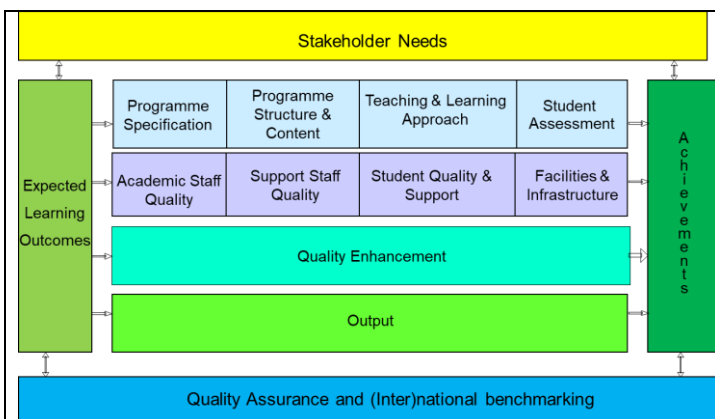 Stakeholder Needs
Expected
Learning
Outcomes
Programme
Specification
Programme
Structure &
Content
Teaching & Learning
Approach
Student
Assessment
Academic Staff
Quality
Support Staff
Quality
Student Quality &
Support
Facilities &
Infrastructure
Quality Enhancement
Output
Achievements
Quality Assurance and (Inter)national benchmarking